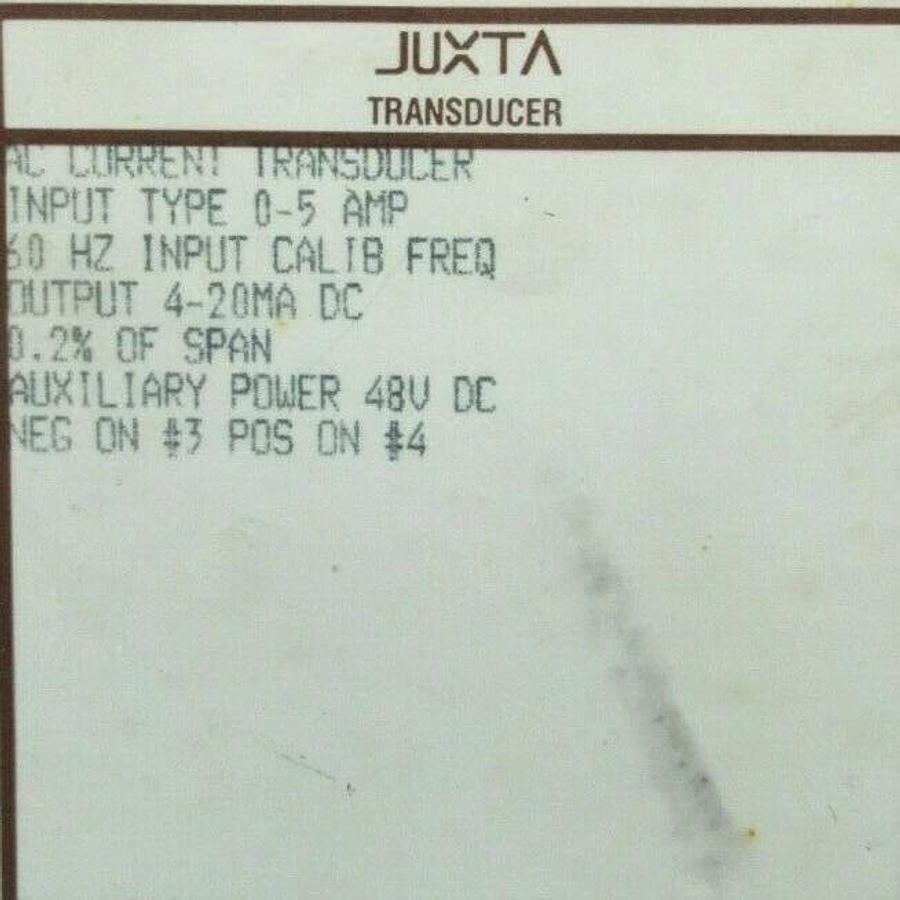 JUXTA
TRANSDUCER
AC CURRENT TRANSDUCER
INPUT TYPE 0-5 AMP
60 HZ INPUT CALIB FREQ
OUTPUT 4-20MA DC
0.2% OF SPAN
AUXILIARY POWER 48V DC
NEG ON #3 POS ON #4